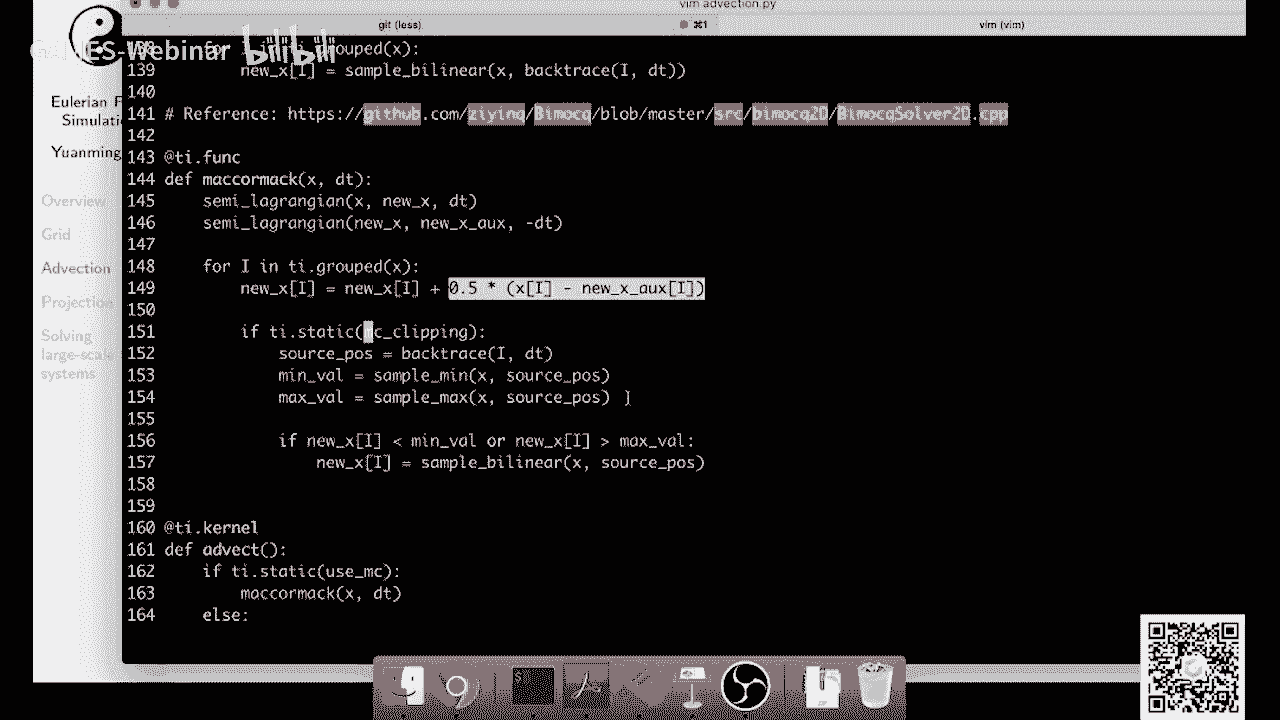 vim advection.py
git (less)
⌘1
vim (vim)
GAMES-Webinar bilibili
Eulerian F
Simulatio
Yuanming
Overview
Grid
Advection
Projection
Solving
large-scale
systems
139 new_x[I] = sample_bilinear(x, backtrace(I, dt))
140
141 # Reference: https://github.com/ziyinq/Bimocq/blob/master/src/bimocq2D/BimocqSolver2D.cpp
142
143 @ti.func
144 def maccormack(x, dt):
145 semi_lagrangian(x, new_x, dt)
146 semi_lagrangian(new_x, new_x_aux, -dt)
147
148 for I in ti.grouped(x):
149 new_x[I] = new_x[I] + 0.5 * (x[I] - new_x_aux[I])
150
151 if ti.static(mc_clipping):
152 source_pos = backtrace(I, dt)
153 min_val = sample_min(x, source_pos)
154 max_val = sample_max(x, source_pos)
155
156 if new_x[I] < min_val or new_x[I] > max_val:
157 new_x[I] = sample_bilinear(x, source_pos)
158
159
160 @ti.kernel
161 def advect():
162 if ti.static(use_mc):
163 maccormack(x, dt)
164 else: